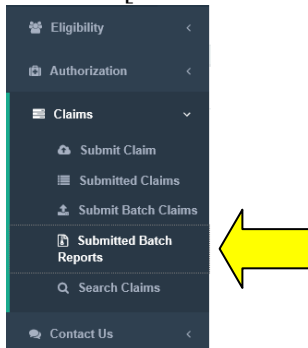 Eligibility
Authorization
Claims
Submit Claim
Submitted Claims
Submit Batch Claims
Submitted Batch
Reports
Search Claims
Contact Us